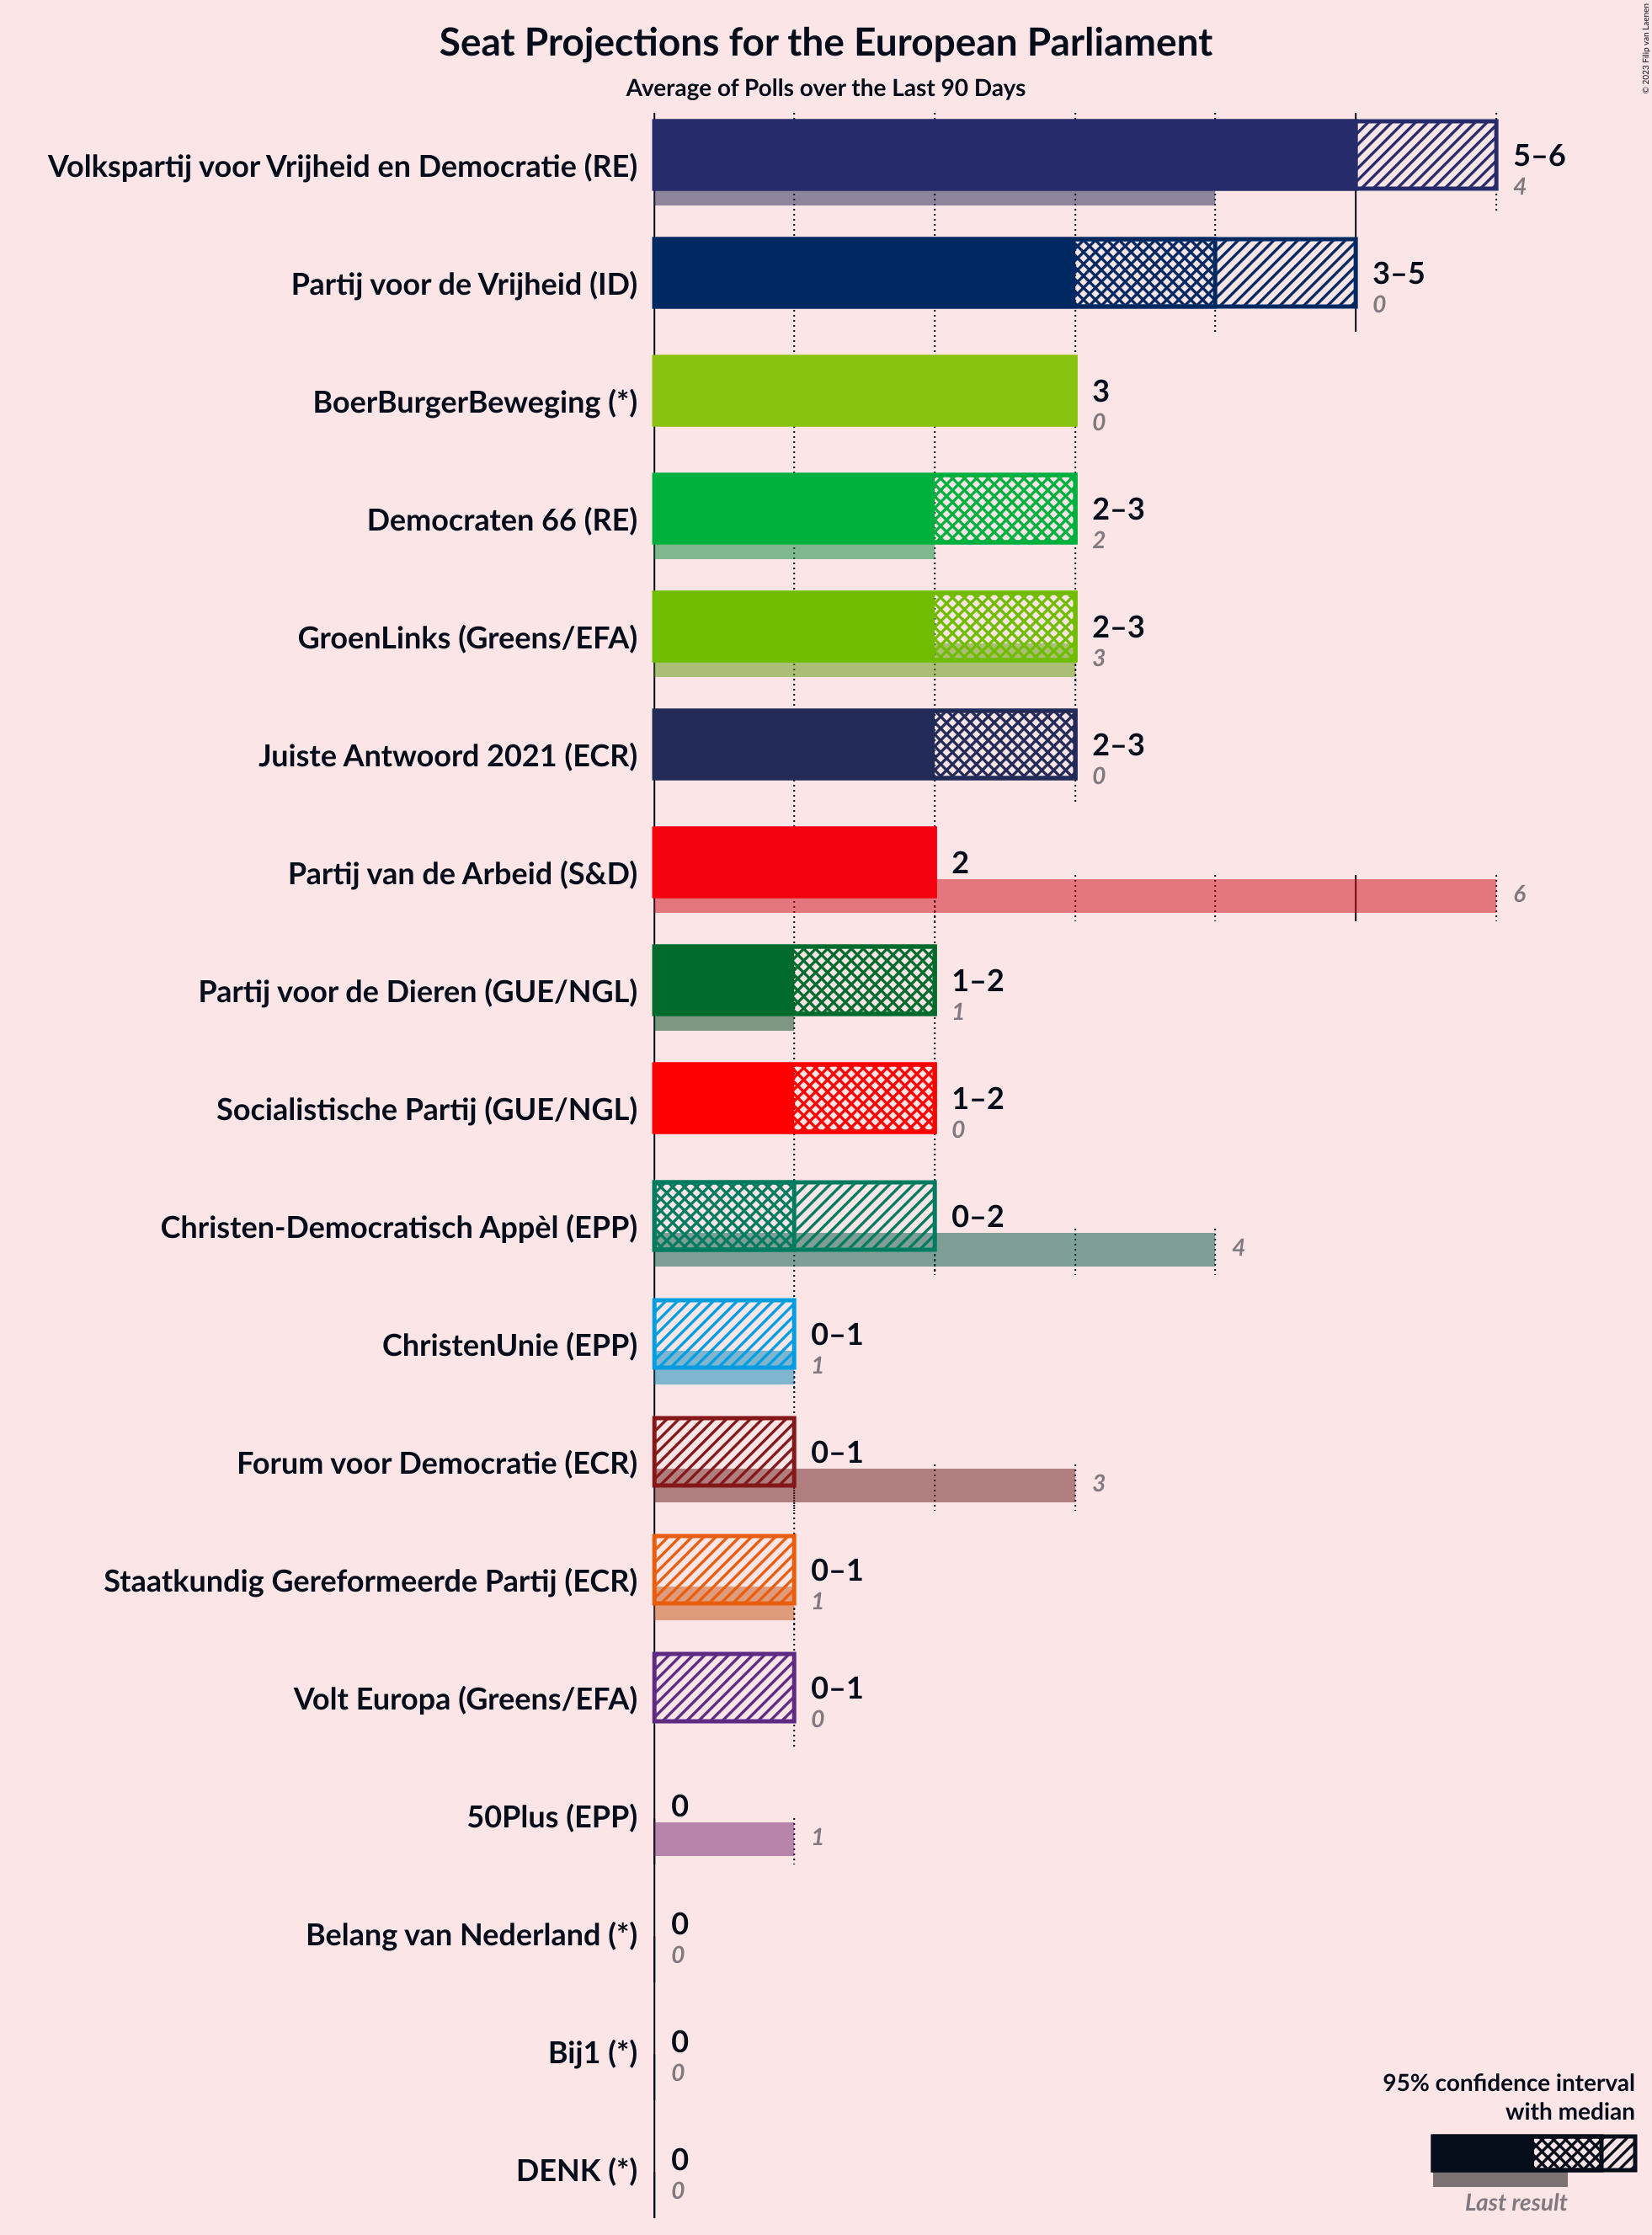 Seat Projections for the European Parliament
Average of Polls over the Last 90 Days
© 2023 Filip van Laenen
Volkspartij voor Vrijheid en Democratie (RE)
5–6
4
Partij voor de Vrijheid (ID)
3–5
0
BoerBurgerBeweging (*)
3
0
Democraten 66 (RE)
2–3
2
GroenLinks (Greens/EFA)
2–3
3
Juiste Antwoord 2021 (ECR)
2–3
0
Partij van de Arbeid (S&D)
2
6
Partij voor de Dieren (GUE/NGL)
1–2
1
Socialistische Partij (GUE/NGL)
1–2
0
Christen-Democratisch Appèl (EPP)
0–2
4
ChristenUnie (EPP)
0–1
1
Forum voor Democratie (ECR)
0–1
3
Staatkundig Gereformeerde Partij (ECR)
0–1
1
Volt Europa (Greens/EFA)
0–1
0
50Plus (EPP)
0
1
Belang van Nederland (*)
0
0
Bij1 (*)
0
0
DENK (*)
0
0
95% confidence interval
with median
Last result